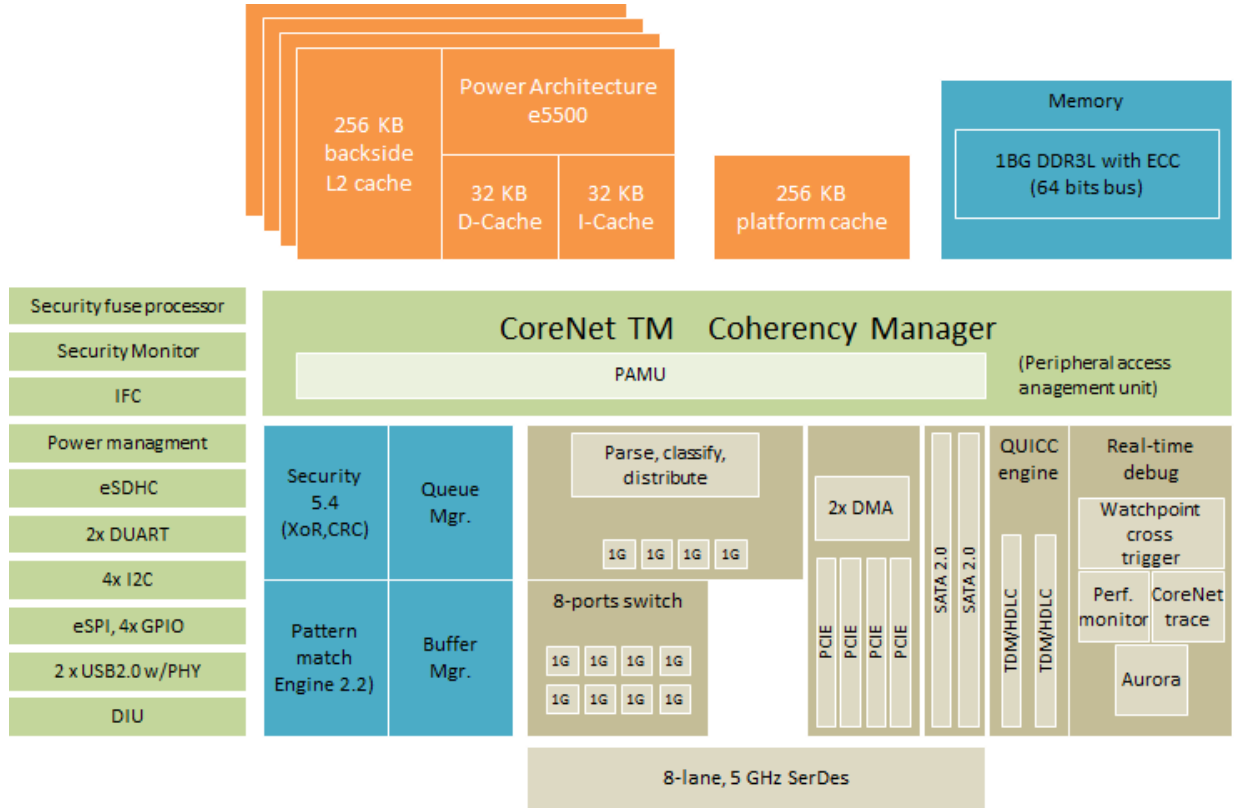 256 KB
backside
L2 cache
Power Architecture
e5500
32 KB
D-Cache
32 KB
I-Cache
256 KB
platform cache
Memory
1BG DDR3L with ECC
(64 bits bus)
Security fuse processor
Security Monitor
IFC
Power managment
eSDHC
2x DUART
4x I2C
eSPI, 4x GPIO
2 x USB2.0 w/PHY
DIU
CoreNet TM Coherency Manager
PAMU
(Peripheral access
anagement unit)
Security
5.4
(XoR,CRC)
Queue
Mgr.
Pattern
match
Engine 2.2)
Buffer
Mgr.
Parse, classify,
distribute
1G 1G 1G 1G
8-ports switch
1G 1G 1G 1G
1G 1G 1G 1G
2x DMA
PCIE
PCIE
PCIE
PCIE
SATA 2.0
SATA 2.0
QUICC
engine
TDM/HDLC
TDM/HDLC
Real-time
debug
Watchpoint
cross
trigger
Perf.
monitor
CoreNet
trace
Aurora
8-lane, 5 GHz SerDes